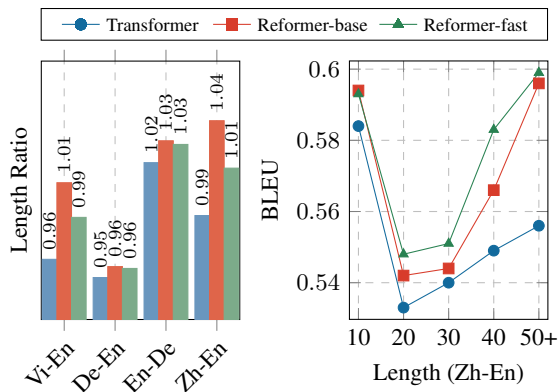 Transformer Reformer-base Reformer-fast
Length Ratio
0.96 1.01 0.99
0.95 0.96 0.96
1.02 1.03 1.03
0.99 1.04 1.01
Vi-En De-En En-De Zh-En
BLEU
0.6
0.58
0.56
0.54
10 20 30 40 50+
Length (Zh-En)